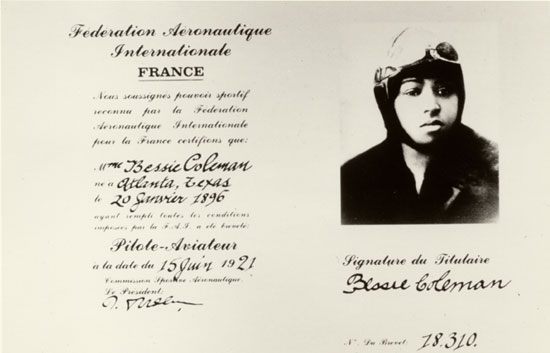 Fédération Aéronautique
Internationale
FRANCE
Nous soussignés pouvoir sportif
reconnu par la Fédération
Aéronautique Internationale
pour la France certifions que:
Mme Bessie Coleman
né à Atlanta, Texas
le 20 Janvier 1896
ayant rempli toutes les conditions
imposées par la F.A.I. a été breveté:
Pilote-Aviateur
à la date du 15 Juin 1921
Commission Sportive Aéronautique.
Le Président:
Signature du Titulaire
Bessie Coleman
N° Du Brevet: 18.310.